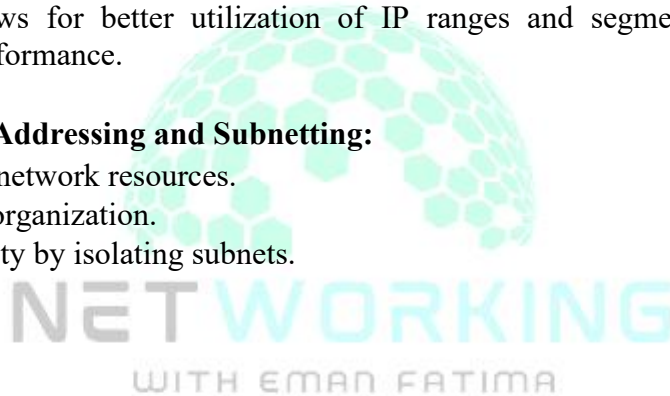 ws for better utilization of IP ranges and segme
formance.
Addressing and Subnetting:
network resources.
organization.
ty by isolating subnets.
NETWORKING
WITH EMAN FATIMA